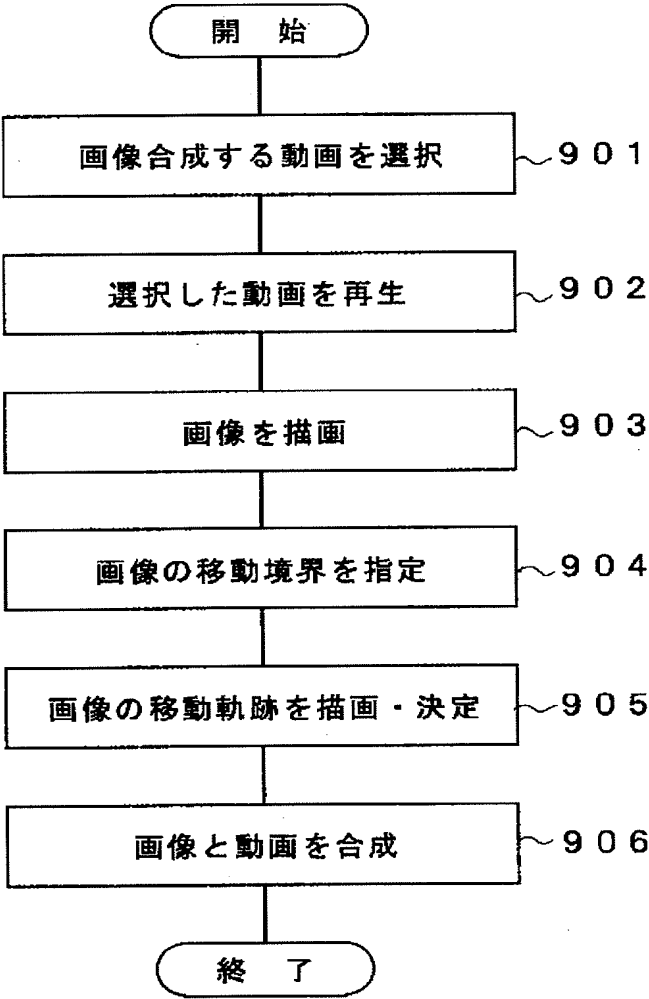 開 始
画像合成する動画を選択 901
選択した動画を再生 902
画像を描画 903
画像の移動境界を指定 904
画像の移動軌跡を描画・決定 905
画像と動画を合成 906
終 了